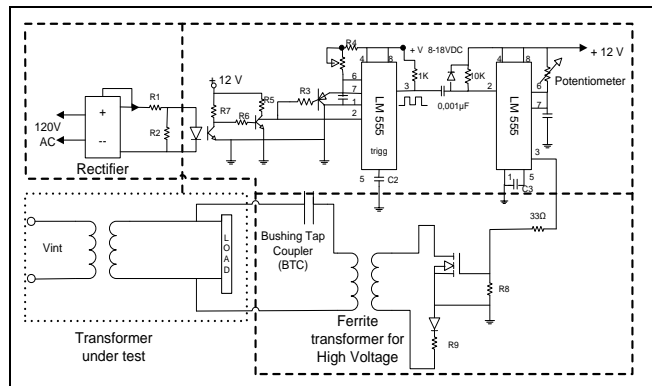 R4
+ V 8-18VDC
+ 12 V
+ 12 V
4
8
4
8
R1
R3
6
1K
10K
6
Potentiometer
+
R7
R5
7
3
LM 555
2
LM 555
7
120V
AC
R2
R6
1
0,001µF
--
2
3
trigg
Rectifier
5
C2
1
C3
5
33Ω
Vint
LOAD
Bushing Tap
Coupler
(BTC)
R8
Transformer
under test
Ferrite
transformer for
High Voltage
R9